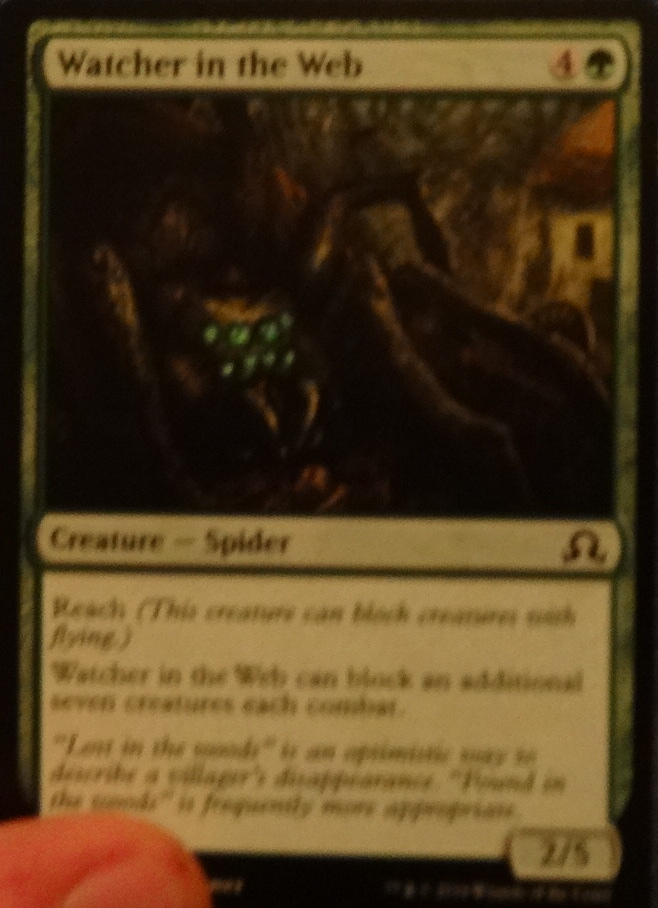 Watcher in the Web
4
Creature — Spider
Reach (This creature can block creatures with
flying.)
Watcher in the Web can block an additional
seven creatures each combat.
"Lost in the woods" is an optimistic way to
describe a villager's disappearance. "Found in
the woods" is frequently more appropriate.
2/5